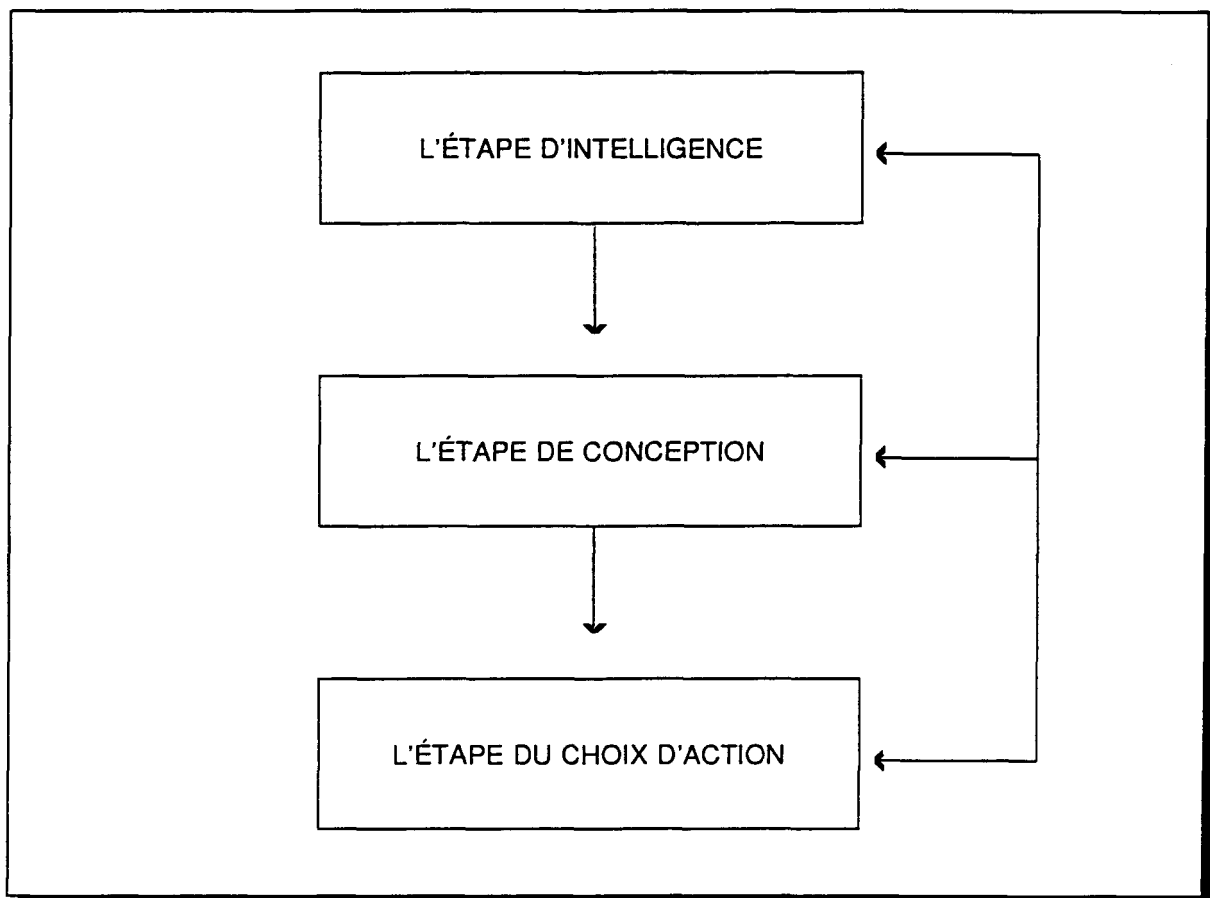 L'ÉTAPE D'INTELLIGENCE
L'ÉTAPE DE CONCEPTION
L'ÉTAPE DU CHOIX D'ACTION